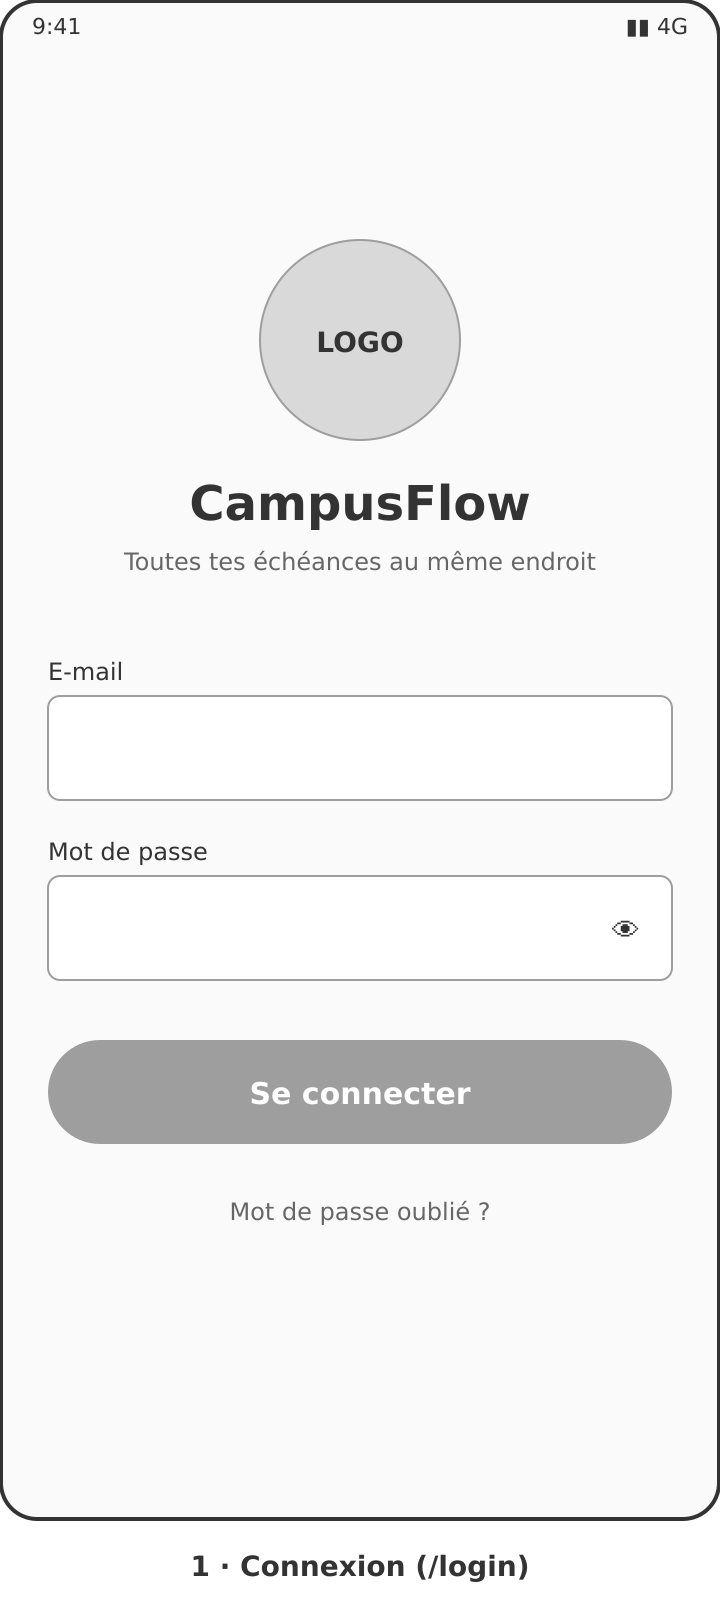 9:41 4G
LOGO
CampusFlow
Toutes tes échéances au même endroit
E-mail
Mot de passe
Se connecter
Mot de passe oublié ?
1 · Connexion (/login)